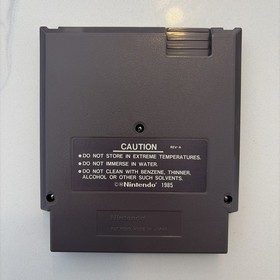 CAUTION REV-A
• DO NOT STORE IN EXTREME TEMPERATURES.
• DO NOT IMMERSE IN WATER.
• DO NOT CLEAN WITH BENZENE, THINNER,
ALCOHOL OR OTHER SUCH SOLVENTS.
©®Nintendo® 1985